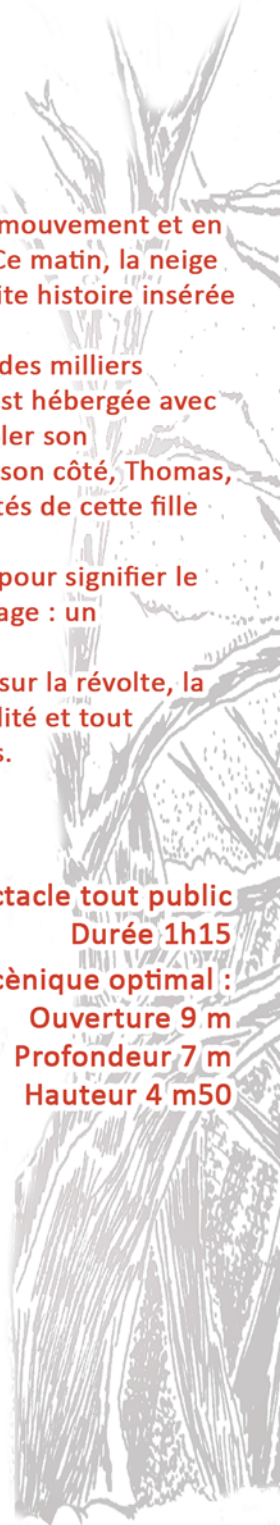 mouvement et en
Ce matin, la neige
ite histoire insérée
des milliers
st hébergée avec
ler son
son côté, Thomas,
tés de cette fille
pour signifier le
age : un
sur la révolte, la
lité et tout
s.
ctacle tout public
Durée 1h15
cènique optimal :
Ouverture 9 m
Profondeur 7 m
Hauteur 4 m50